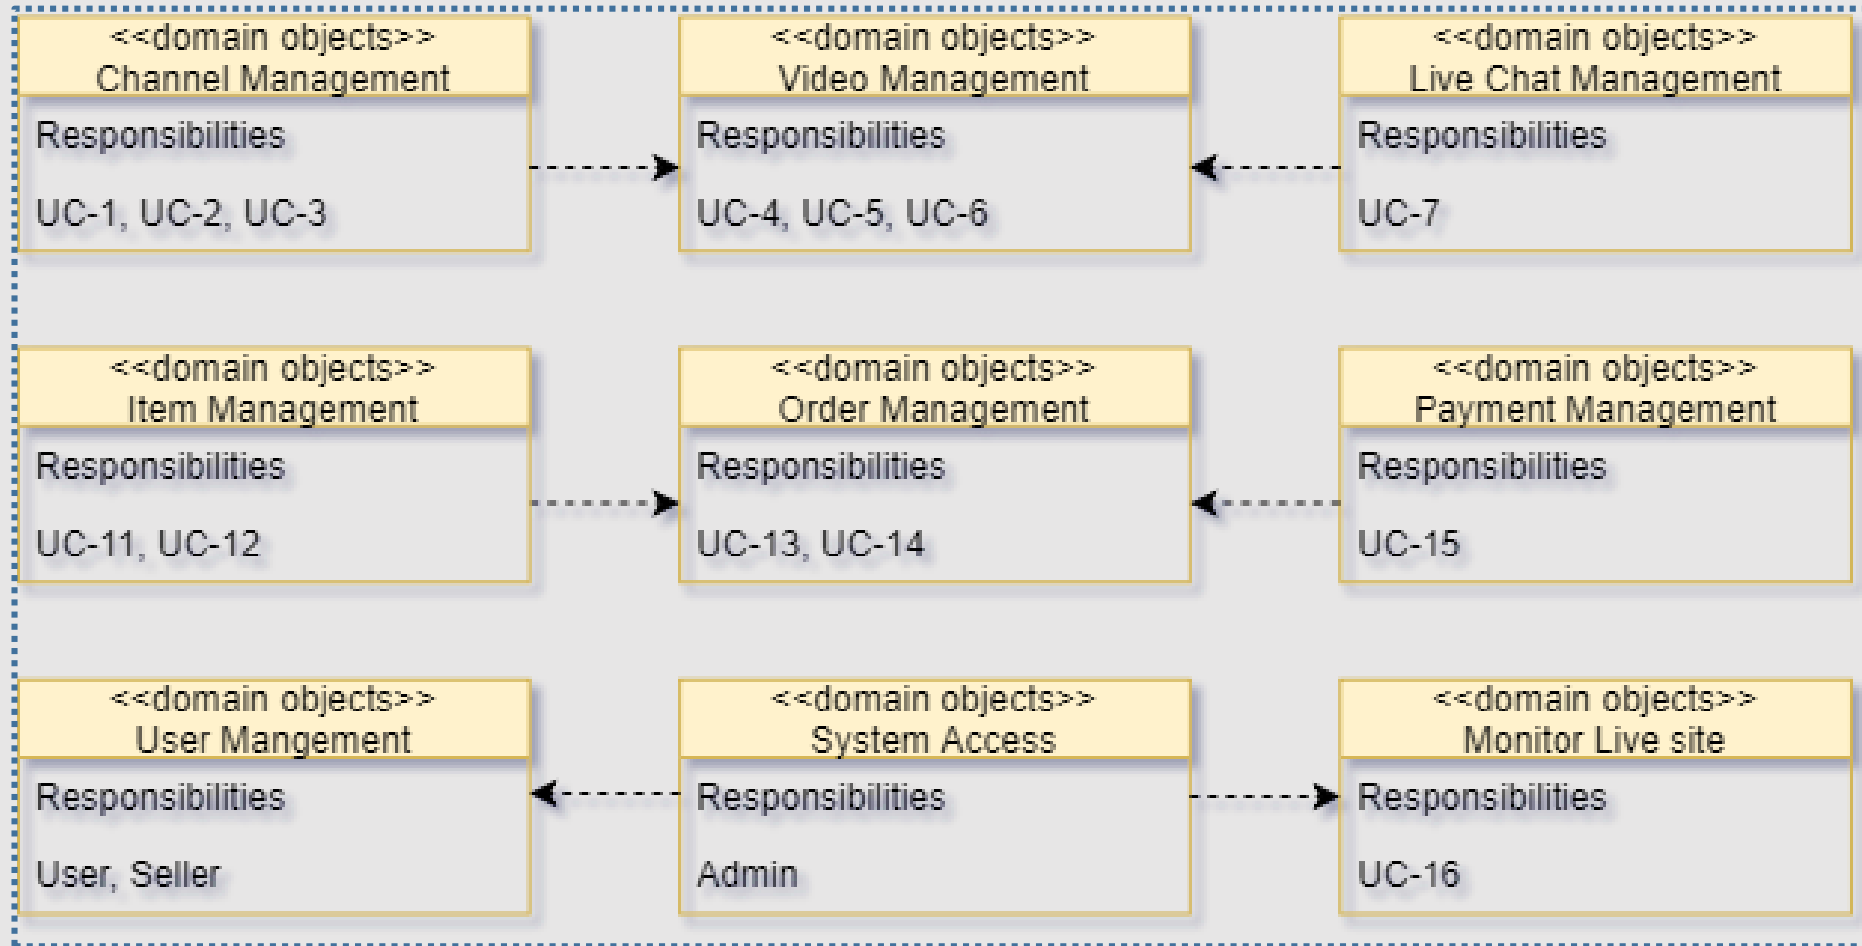 <<domain objects>>
Channel Management
Responsibilities
UC-1, UC-2, UC-3
<<domain objects>>
Video Management
Responsibilities
UC-4, UC-5, UC-6
<<domain objects>>
Live Chat Management
Responsibilities
UC-7
<<domain objects>>
Item Management
Responsibilities
UC-11, UC-12
<<domain objects>>
Order Management
Responsibilities
UC-13, UC-14
<<domain objects>>
Payment Management
Responsibilities
UC-15
<<domain objects>>
User Mangement
Responsibilities
User, Seller
<<domain objects>>
System Access
Responsibilities
Admin
<<domain objects>>
Monitor Live site
Responsibilities
UC-16